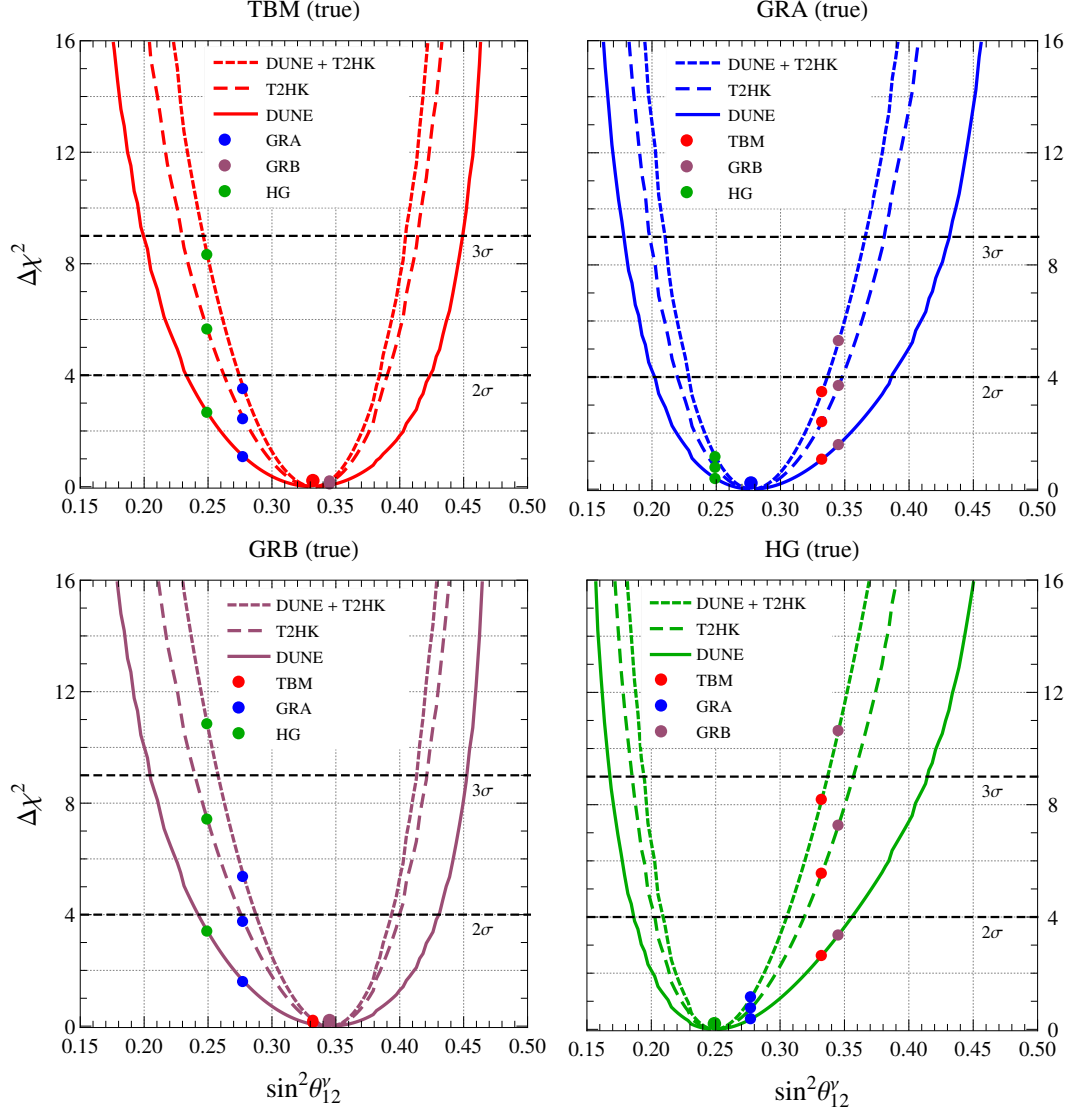 TBM (true)
16
12
8
4
0
Δχ²
DUNE + T2HK
T2HK
DUNE
GRA
GRB
HG
3σ
2σ
0.15 0.20 0.25 0.30 0.35 0.40 0.45 0.50
GRA (true)
DUNE + T2HK
T2HK
DUNE
TBM
GRB
HG
3σ
2σ
16
12
8
4
0
0.15 0.20 0.25 0.30 0.35 0.40 0.45 0.50
GRB (true)
16
12
8
4
0
Δχ²
DUNE + T2HK
T2HK
DUNE
TBM
GRA
HG
3σ
2σ
0.15 0.20 0.25 0.30 0.35 0.40 0.45 0.50
sin²θ₁₂^ν
HG (true)
DUNE + T2HK
T2HK
DUNE
TBM
GRA
GRB
3σ
2σ
16
12
8
4
0
0.15 0.20 0.25 0.30 0.35 0.40 0.45 0.50
sin²θ₁₂^ν